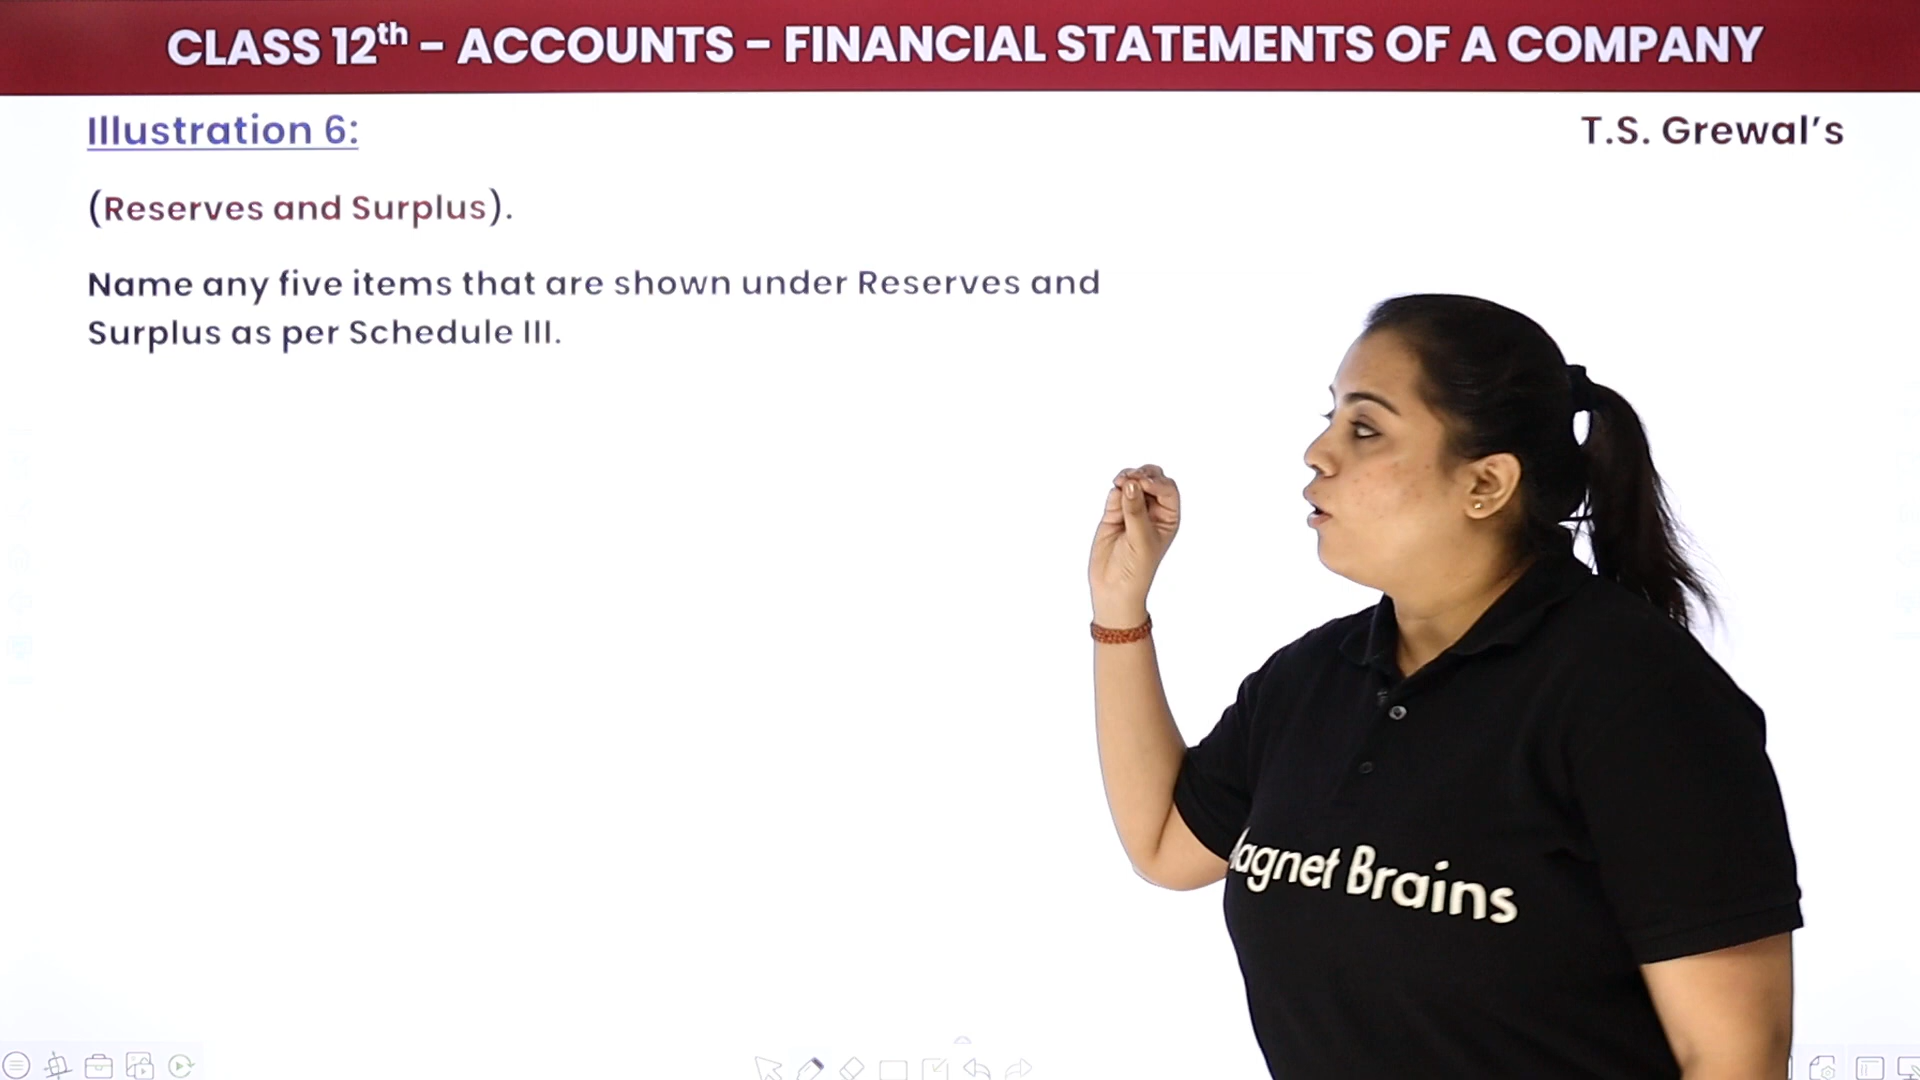 CLASS 12th – ACCOUNTS – FINANCIAL STATEMENTS OF A COMPANY
Illustration 6:
T.S. Grewal’s
(Reserves and Surplus).
Name any five items that are shown under Reserves and
Surplus as per Schedule III.
agnet Brains